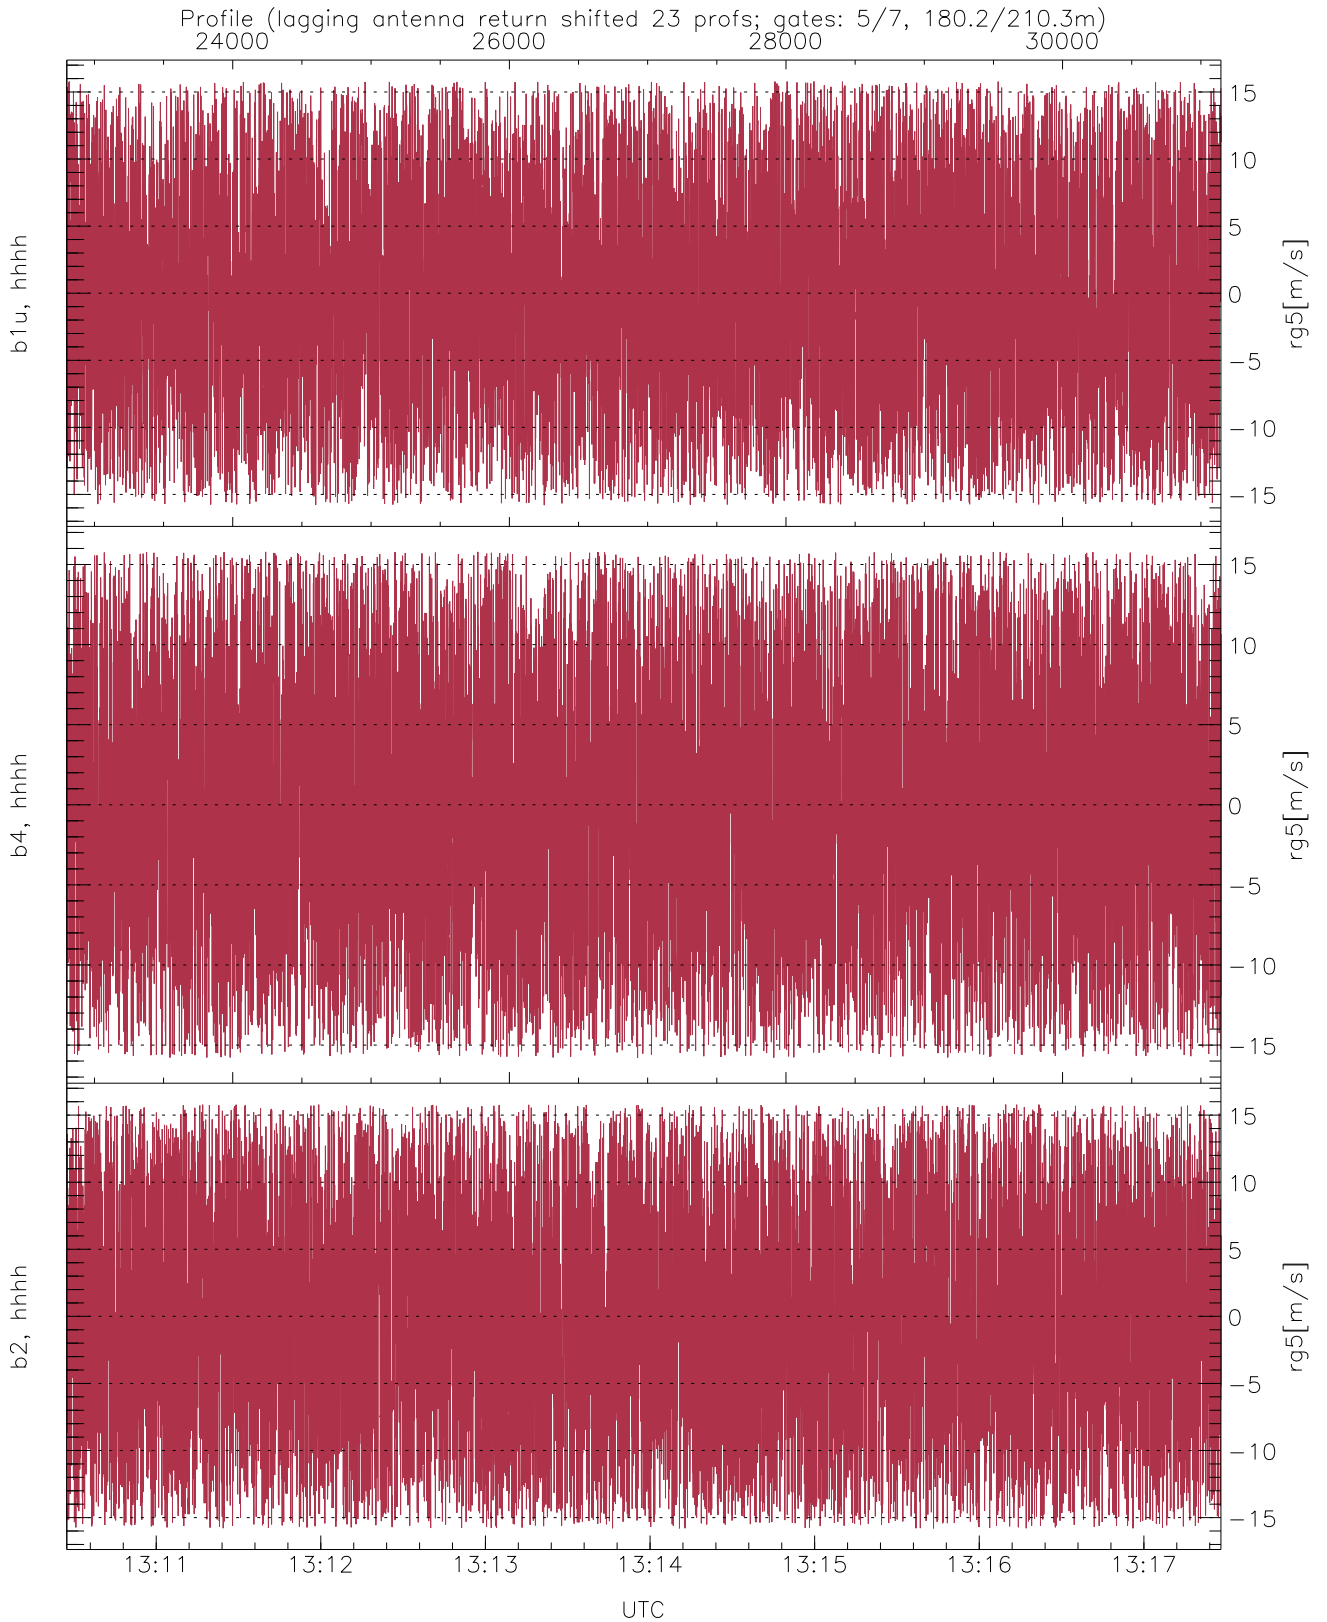 Profile (lagging antenna return shifted 23 profs; gates: 5/7, 180.2/210.3m)
24000 26000 28000 30000
b1u, hhhh
15
10
5
0
-5
-10
-15
rg5[m/s]
b4, hhhh
15
10
5
0
-5
-10
-15
rg5[m/s]
b2, hhhh
15
10
5
0
-5
-10
-15
rg5[m/s]
13:11 13:12 13:13 13:14 13:15 13:16 13:17
UTC